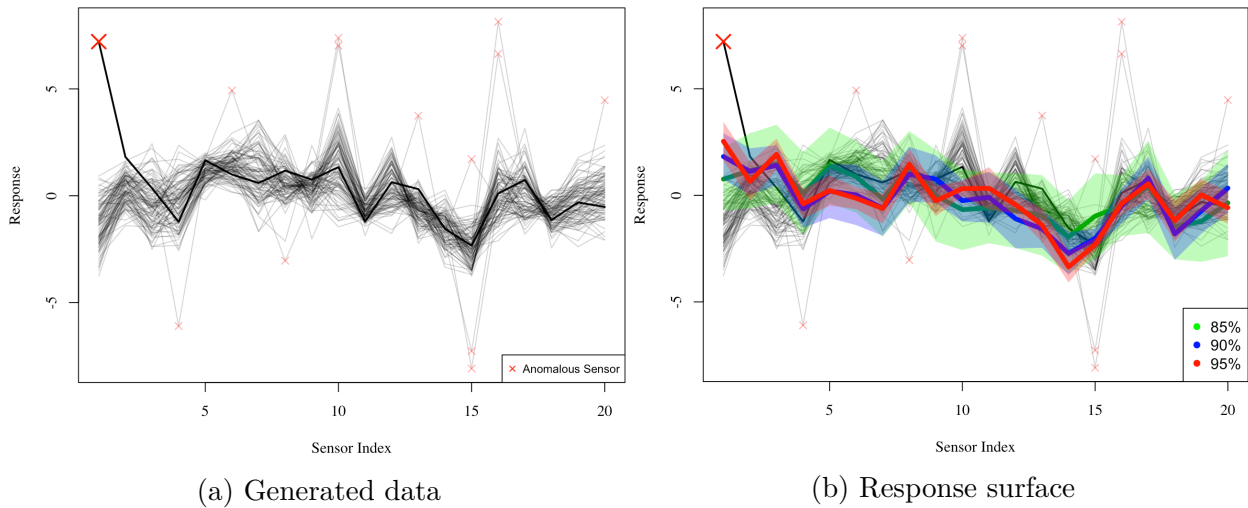 Response
5
0
-5
5
10
15
20
Sensor Index
× Anomalous Sensor
(a) Generated data
Response
5
0
-5
5
10
15
20
Sensor Index
85%
90%
95%
(b) Response surface